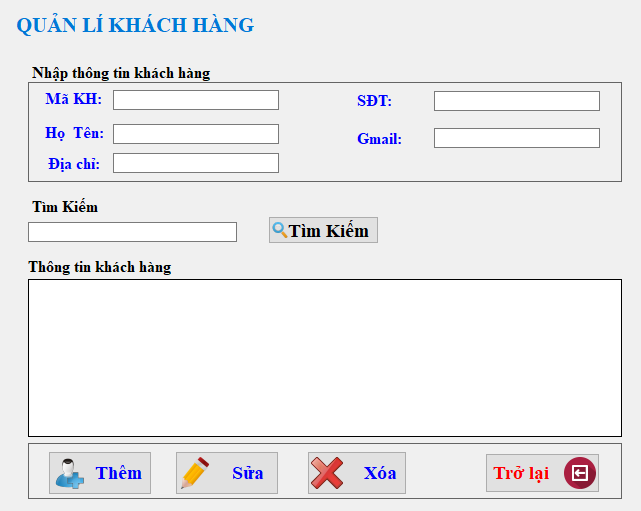 QUẢN LÍ KHÁCH HÀNG
Nhập thông tin khách hàng
Mã KH:
SĐT:
Họ Tên:
Gmail:
Địa chỉ:
Tìm Kiếm
Tìm Kiếm
Thông tin khách hàng
Thêm
Sửa
Xóa
Trở lại